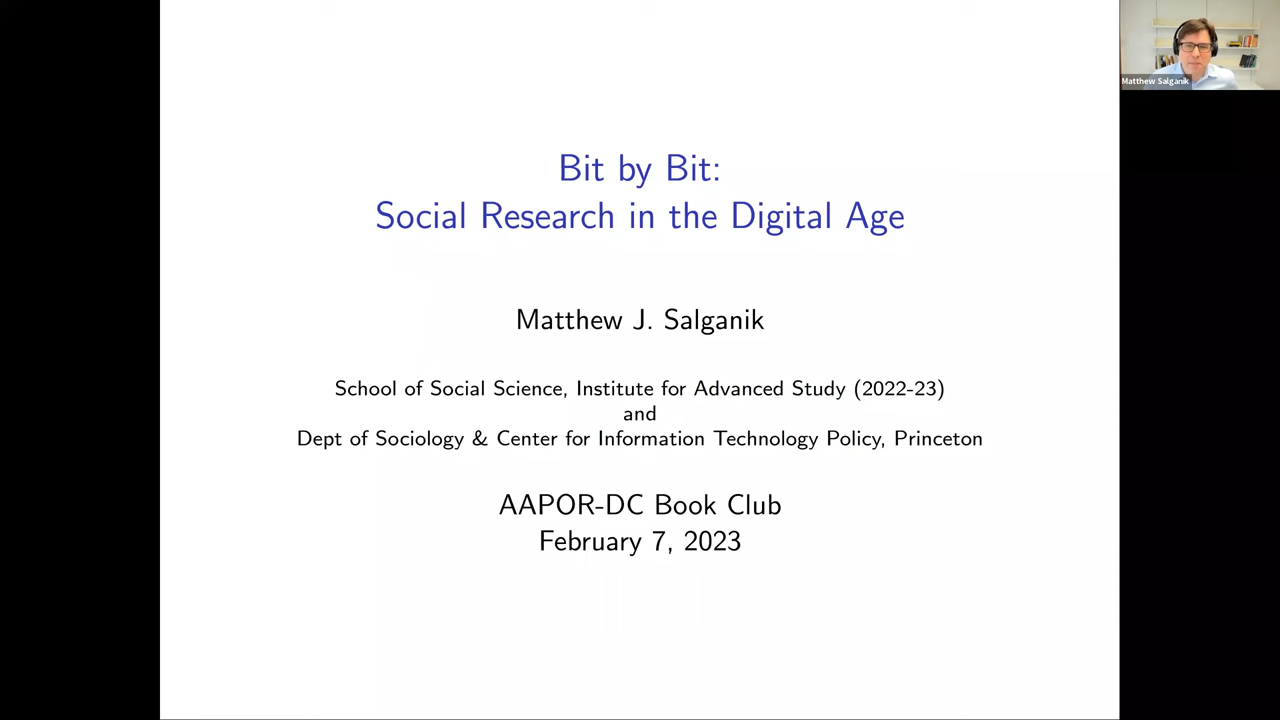 Bit by Bit:
Social Research in the Digital Age
Matthew J. Salganik
School of Social Science, Institute for Advanced Study (2022-23)
and
Dept of Sociology & Center for Information Technology Policy, Princeton
AAPOR-DC Book Club
February 7, 2023
Matthew Salganik